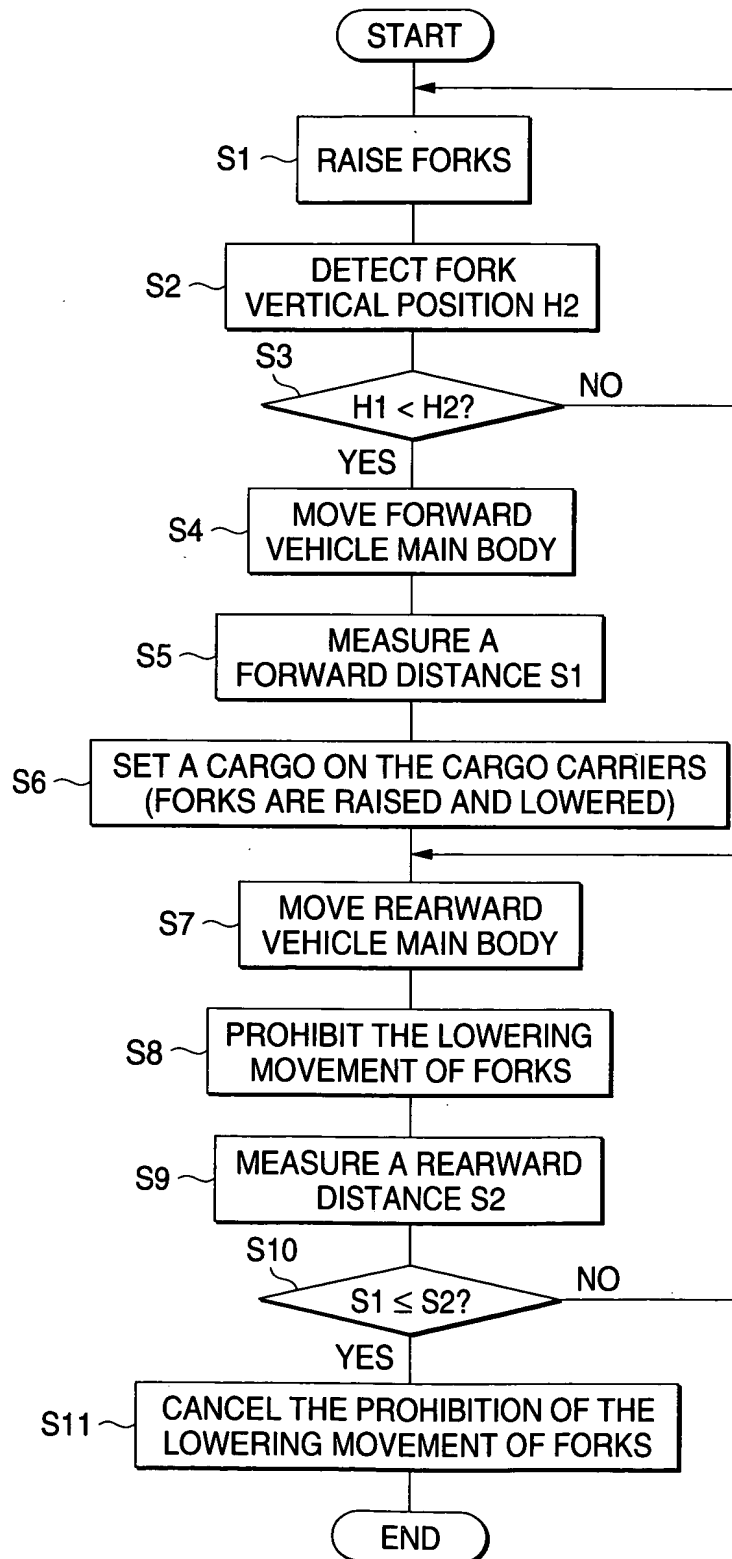 START
S1
RAISE FORKS
S2
DETECT FORK
VERTICAL POSITION H2
S3
H1 < H2?
NO
YES
S4
MOVE FORWARD
VEHICLE MAIN BODY
S5
MEASURE A
FORWARD DISTANCE S1
S6
SET A CARGO ON THE CARGO CARRIERS
(FORKS ARE RAISED AND LOWERED)
S7
MOVE REARWARD
VEHICLE MAIN BODY
S8
PROHIBIT THE LOWERING
MOVEMENT OF FORKS
S9
MEASURE A REARWARD
DISTANCE S2
S10
S1 ≤ S2?
NO
YES
S11
CANCEL THE PROHIBITION OF THE
LOWERING MOVEMENT OF FORKS
END